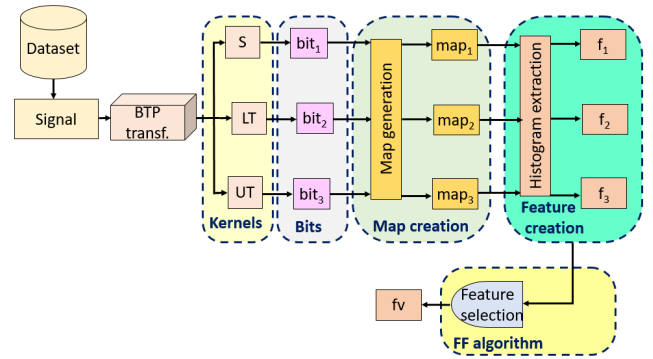 Dataset
Signal
BTP
transf.
S
LT
UT
Kernels
bit₁
bit₂
bit₃
Bits
Map generation
map₁
map₂
map₃
Map creation
Histogram extraction
f₁
f₂
f₃
Feature
creation
Feature
selection
FF algorithm
fv